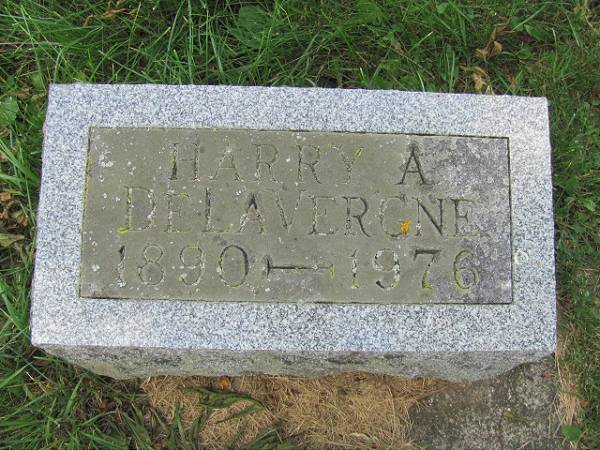 HARRY A
DELAVERGNE
1890 — 1976